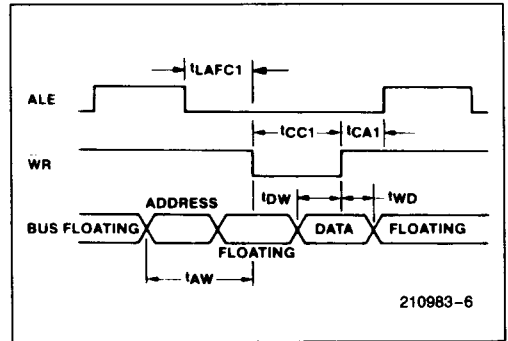 tLAFC1
ALE
tCC1
tCA1
WR
ADDRESS
tDW
tWD
BUS FLOATING
FLOATING
DATA
FLOATING
tAW
210983-6